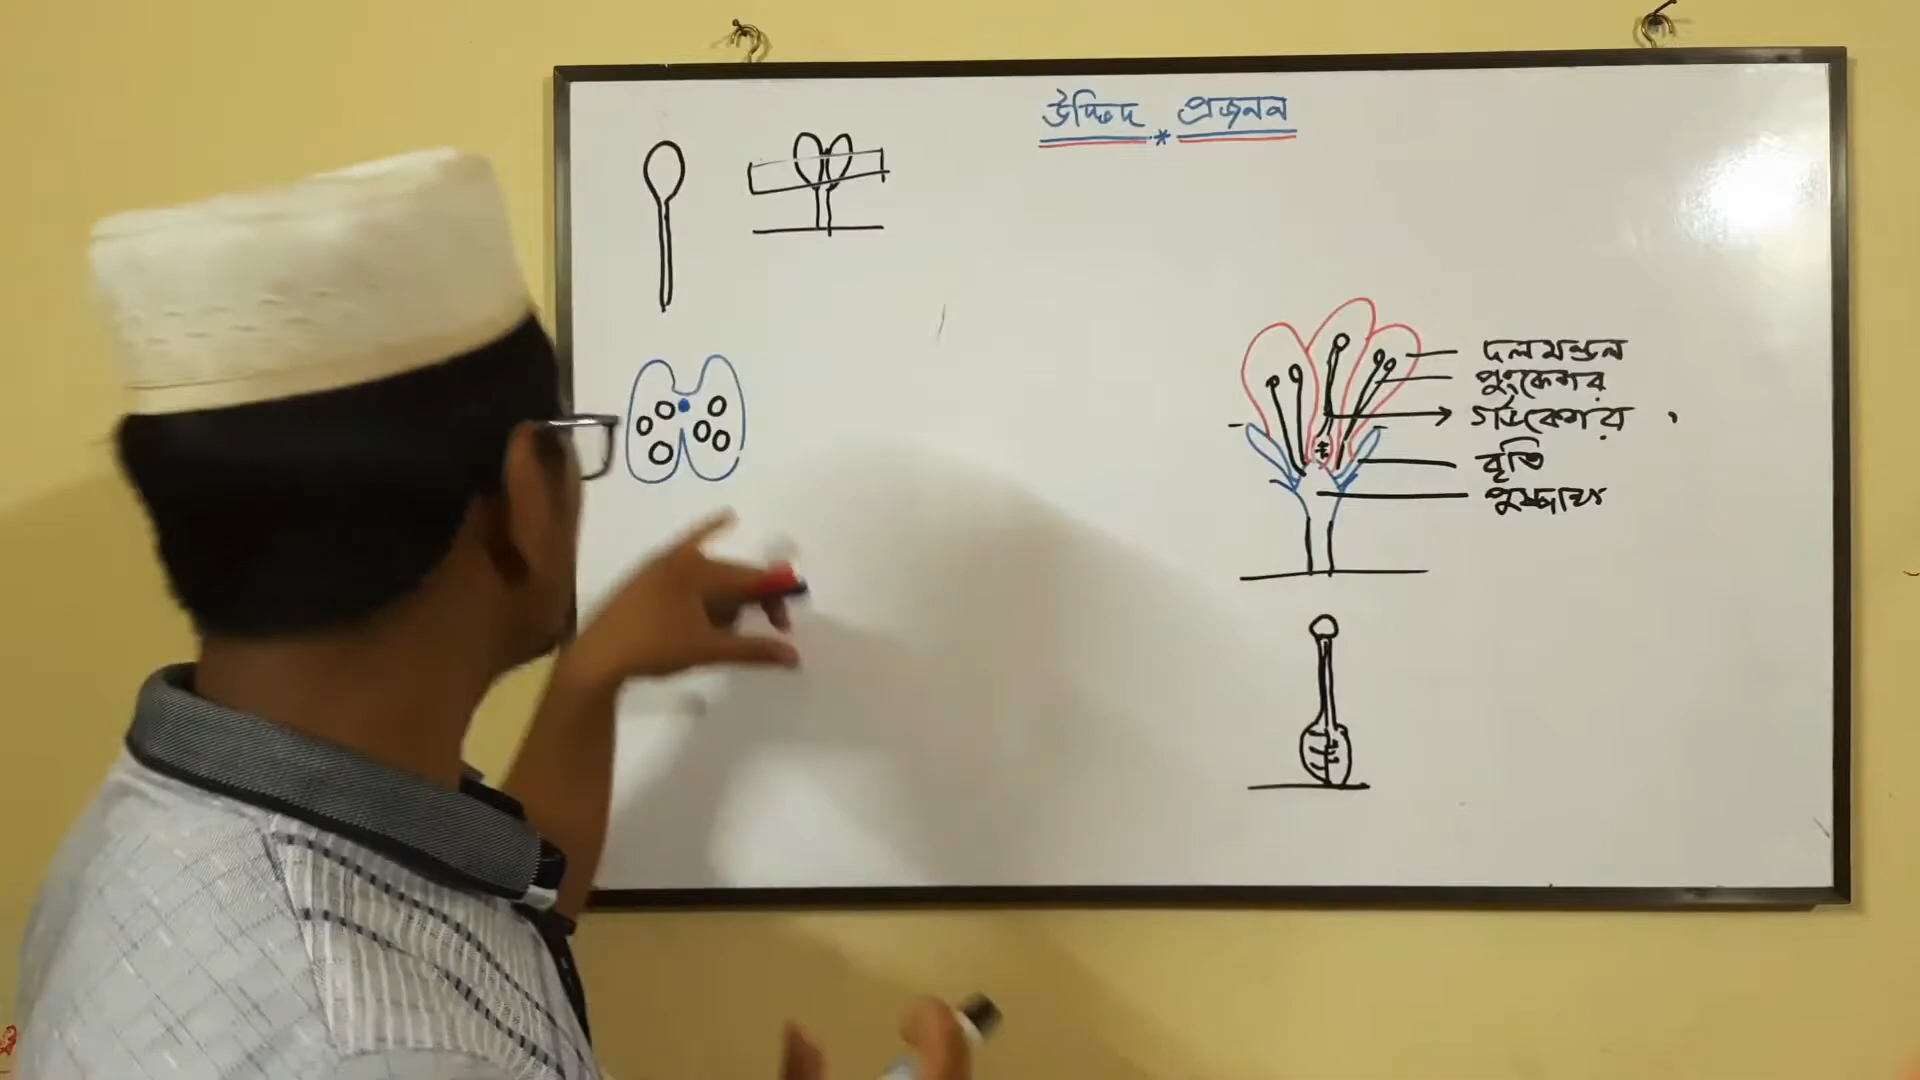 উদ্ভিদ * প্রজনন
দলমন্ডল
পুংকেশর
গর্ভকেশর
বৃতি
পুষ্পাক্ষ